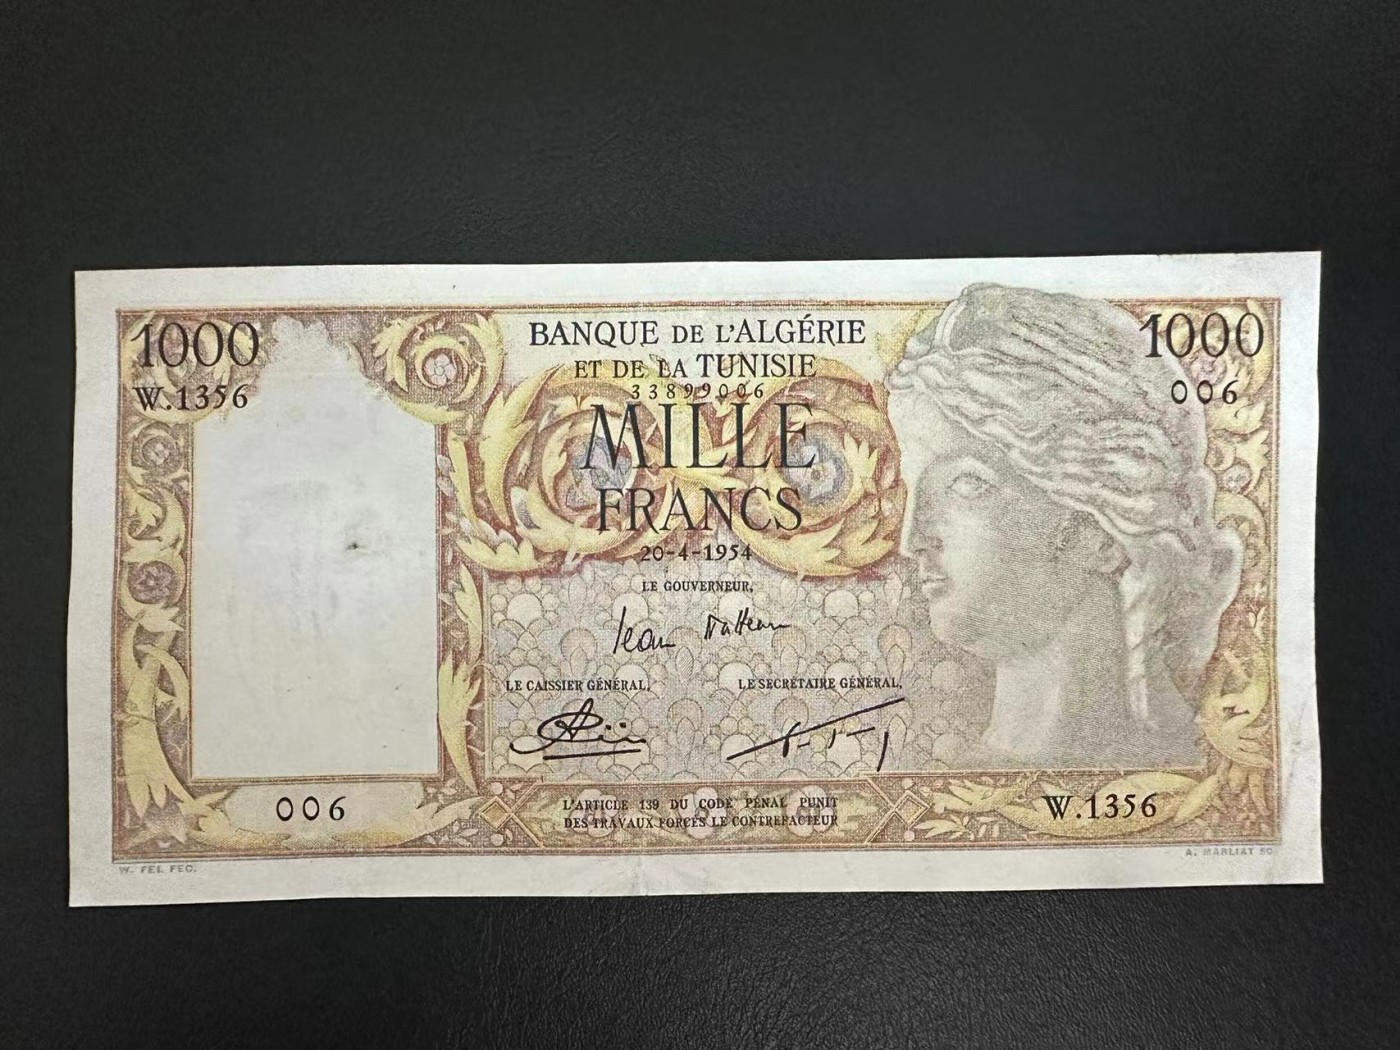 1000
1000
W.1356
006
BANQUE DE L'ALGÉRIE
ET DE LA TUNISIE
33899006
MILLE
FRANCS
20-4-1954
LE GOUVERNEUR,
LE CAISSIER GÉNÉRAL,
LE SECRÉTAIRE GÉNÉRAL,
006
L'ARTICLE 139 DU CODE PÉNAL PUNIT
DES TRAVAUX FORCÉS LE CONTREFACTEUR
W.1356
W. FEL FEC.
A. MARLIAT SC